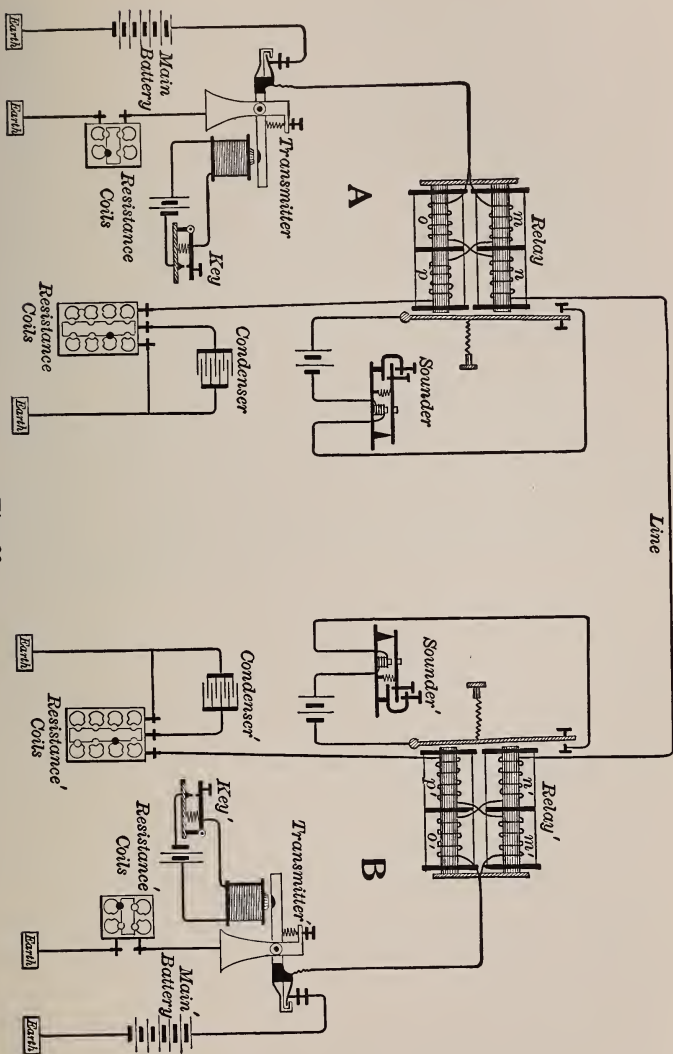 Line
Relay
Relay'
m
n
n'
m'
o
p
p'
o'
Sounder
Sounder'
A
B
Transmitter
Transmitter'
Key
Key'
Condenser
Condenser'
Main
Battery
Resistance
Coils
Resistance
Coils
Resistance'
Coils
Resistance'
Coils
Main'
Battery
Earth
Earth
Earth
Earth
Earth
Earth